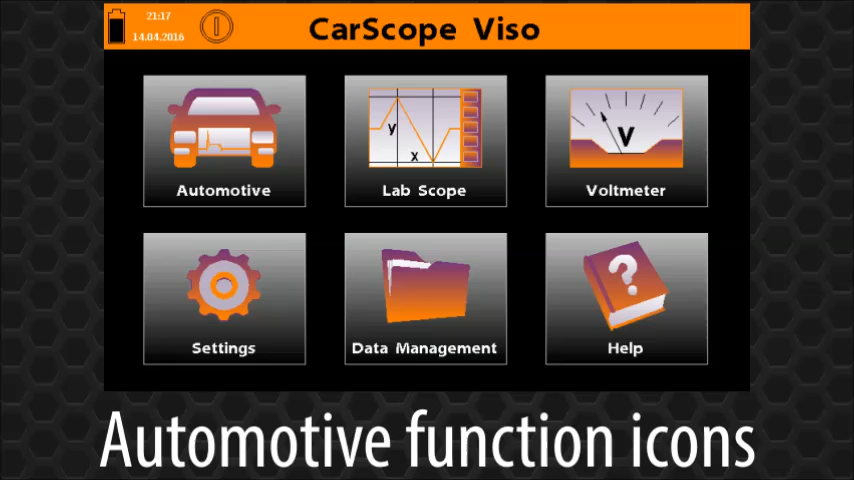 21:17
14.04.2016
CarScope Viso
y
x
V
Automotive
Lab Scope
Voltmeter
?
Settings
Data Management
Help
Automotive function icons